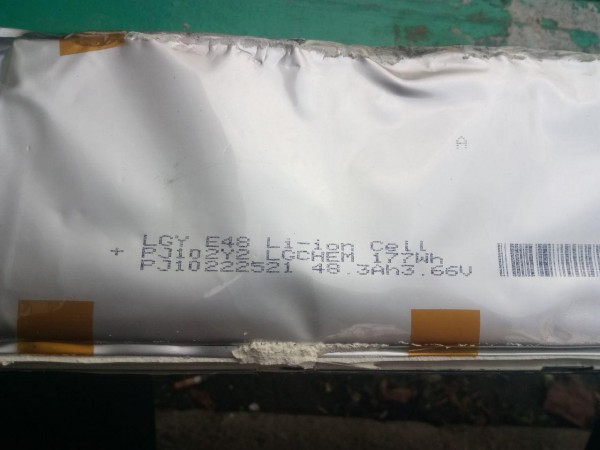 A
LGY E48 Li-ion Cell
+ PJ102Y2 LGCHEM 177Wh
PJ10222521 48.3Ah3.66V